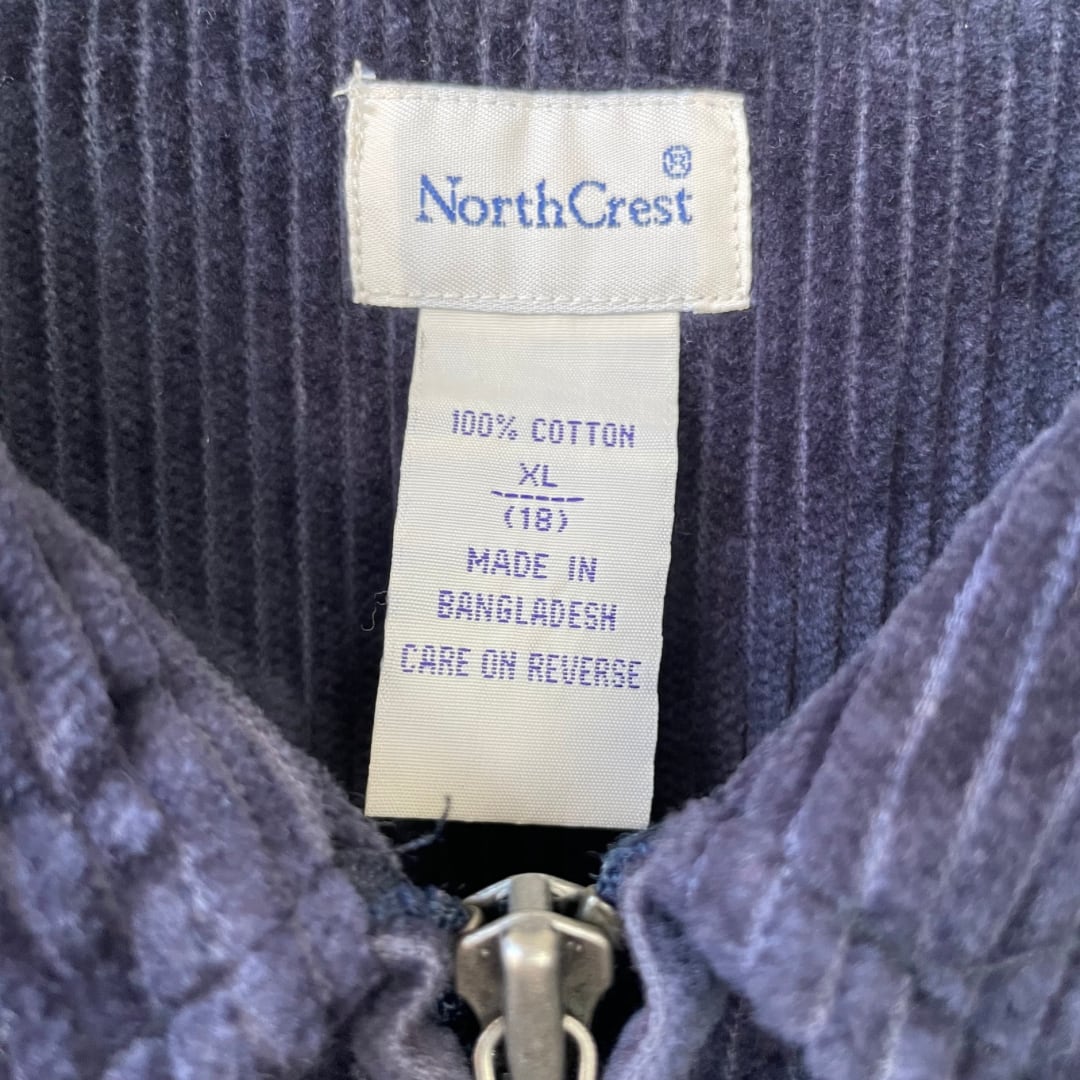 NorthCrest®
100% COTTON
XL
(18)
MADE IN
BANGLADESH
CARE ON REVERSE